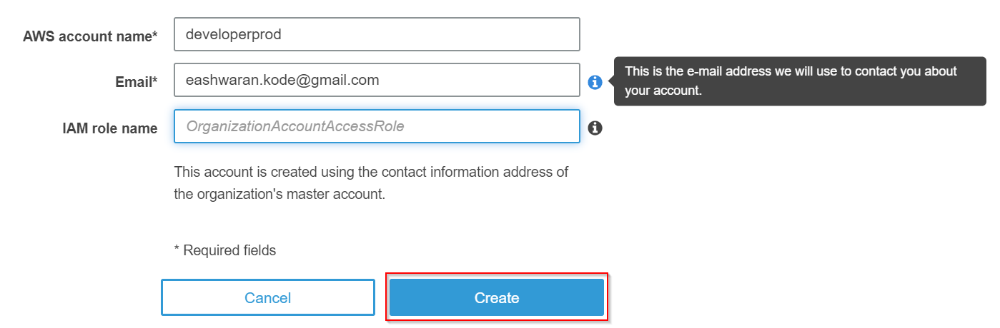 AWS account name*
developerprod
Email*
eashwaran.kode@gmail.com
This is the e-mail address we will use to contact you about
your account.
IAM role name
OrganizationAccountAccessRole
This account is created using the contact information address of
the organization's master account.
* Required fields
Cancel
Create